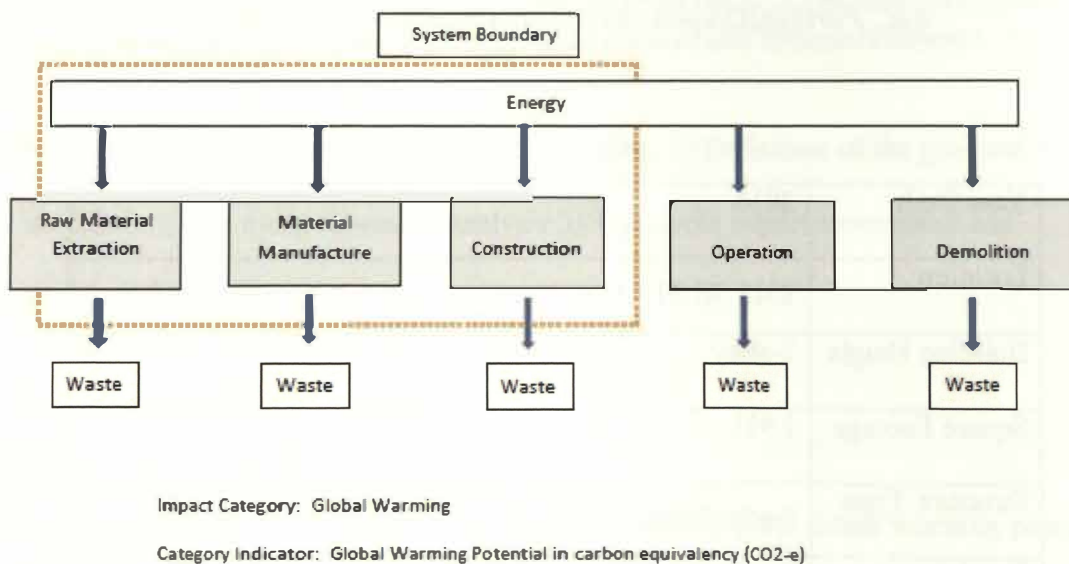 System Boundary
Energy
Raw Material
Extraction
Material
Manufacture
Construction
Operation
Demolition
Waste
Waste
Waste
Waste
Waste
Impact Category: Global Warming
Category Indicator: Global Warming Potential in carbon equivalency (CO2-e)